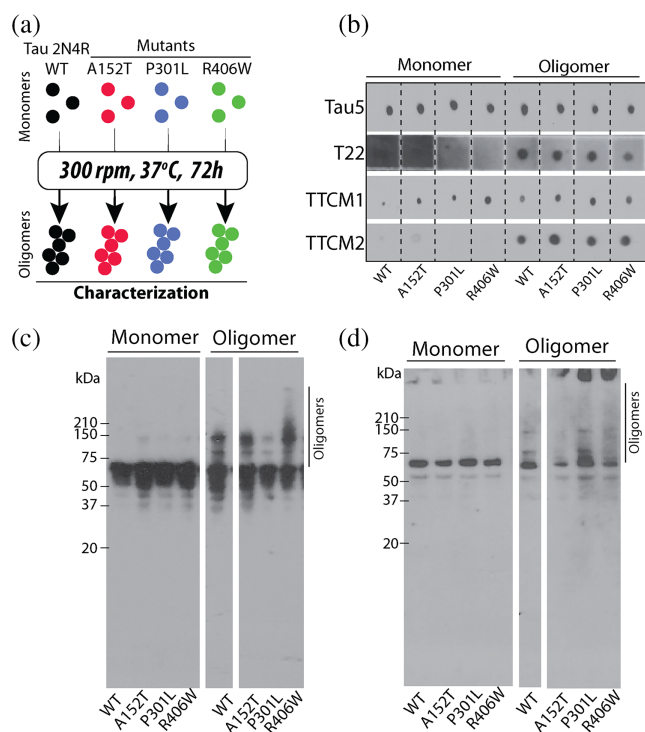 (a)
Tau 2N4R Mutants
WT A152T P301L R406W
Monomers
300 rpm, 37ºC, 72h
Oligomers
Characterization
(b)
Monomer Oligomer
Tau5
T22
TTCM1
TTCM2
WT A152T P301L R406W WT A152T P301L R406W
(c)
Monomer Oligomer
kDa
210
150
75
50
37
20
Oligomers
WT A152T P301L R406W WT A152T P301L R406W
(d)
Monomer Oligomer
kDa
210
150
75
50
37
20
Oligomers
WT A152T P301L R406W WT A152T P301L R406W